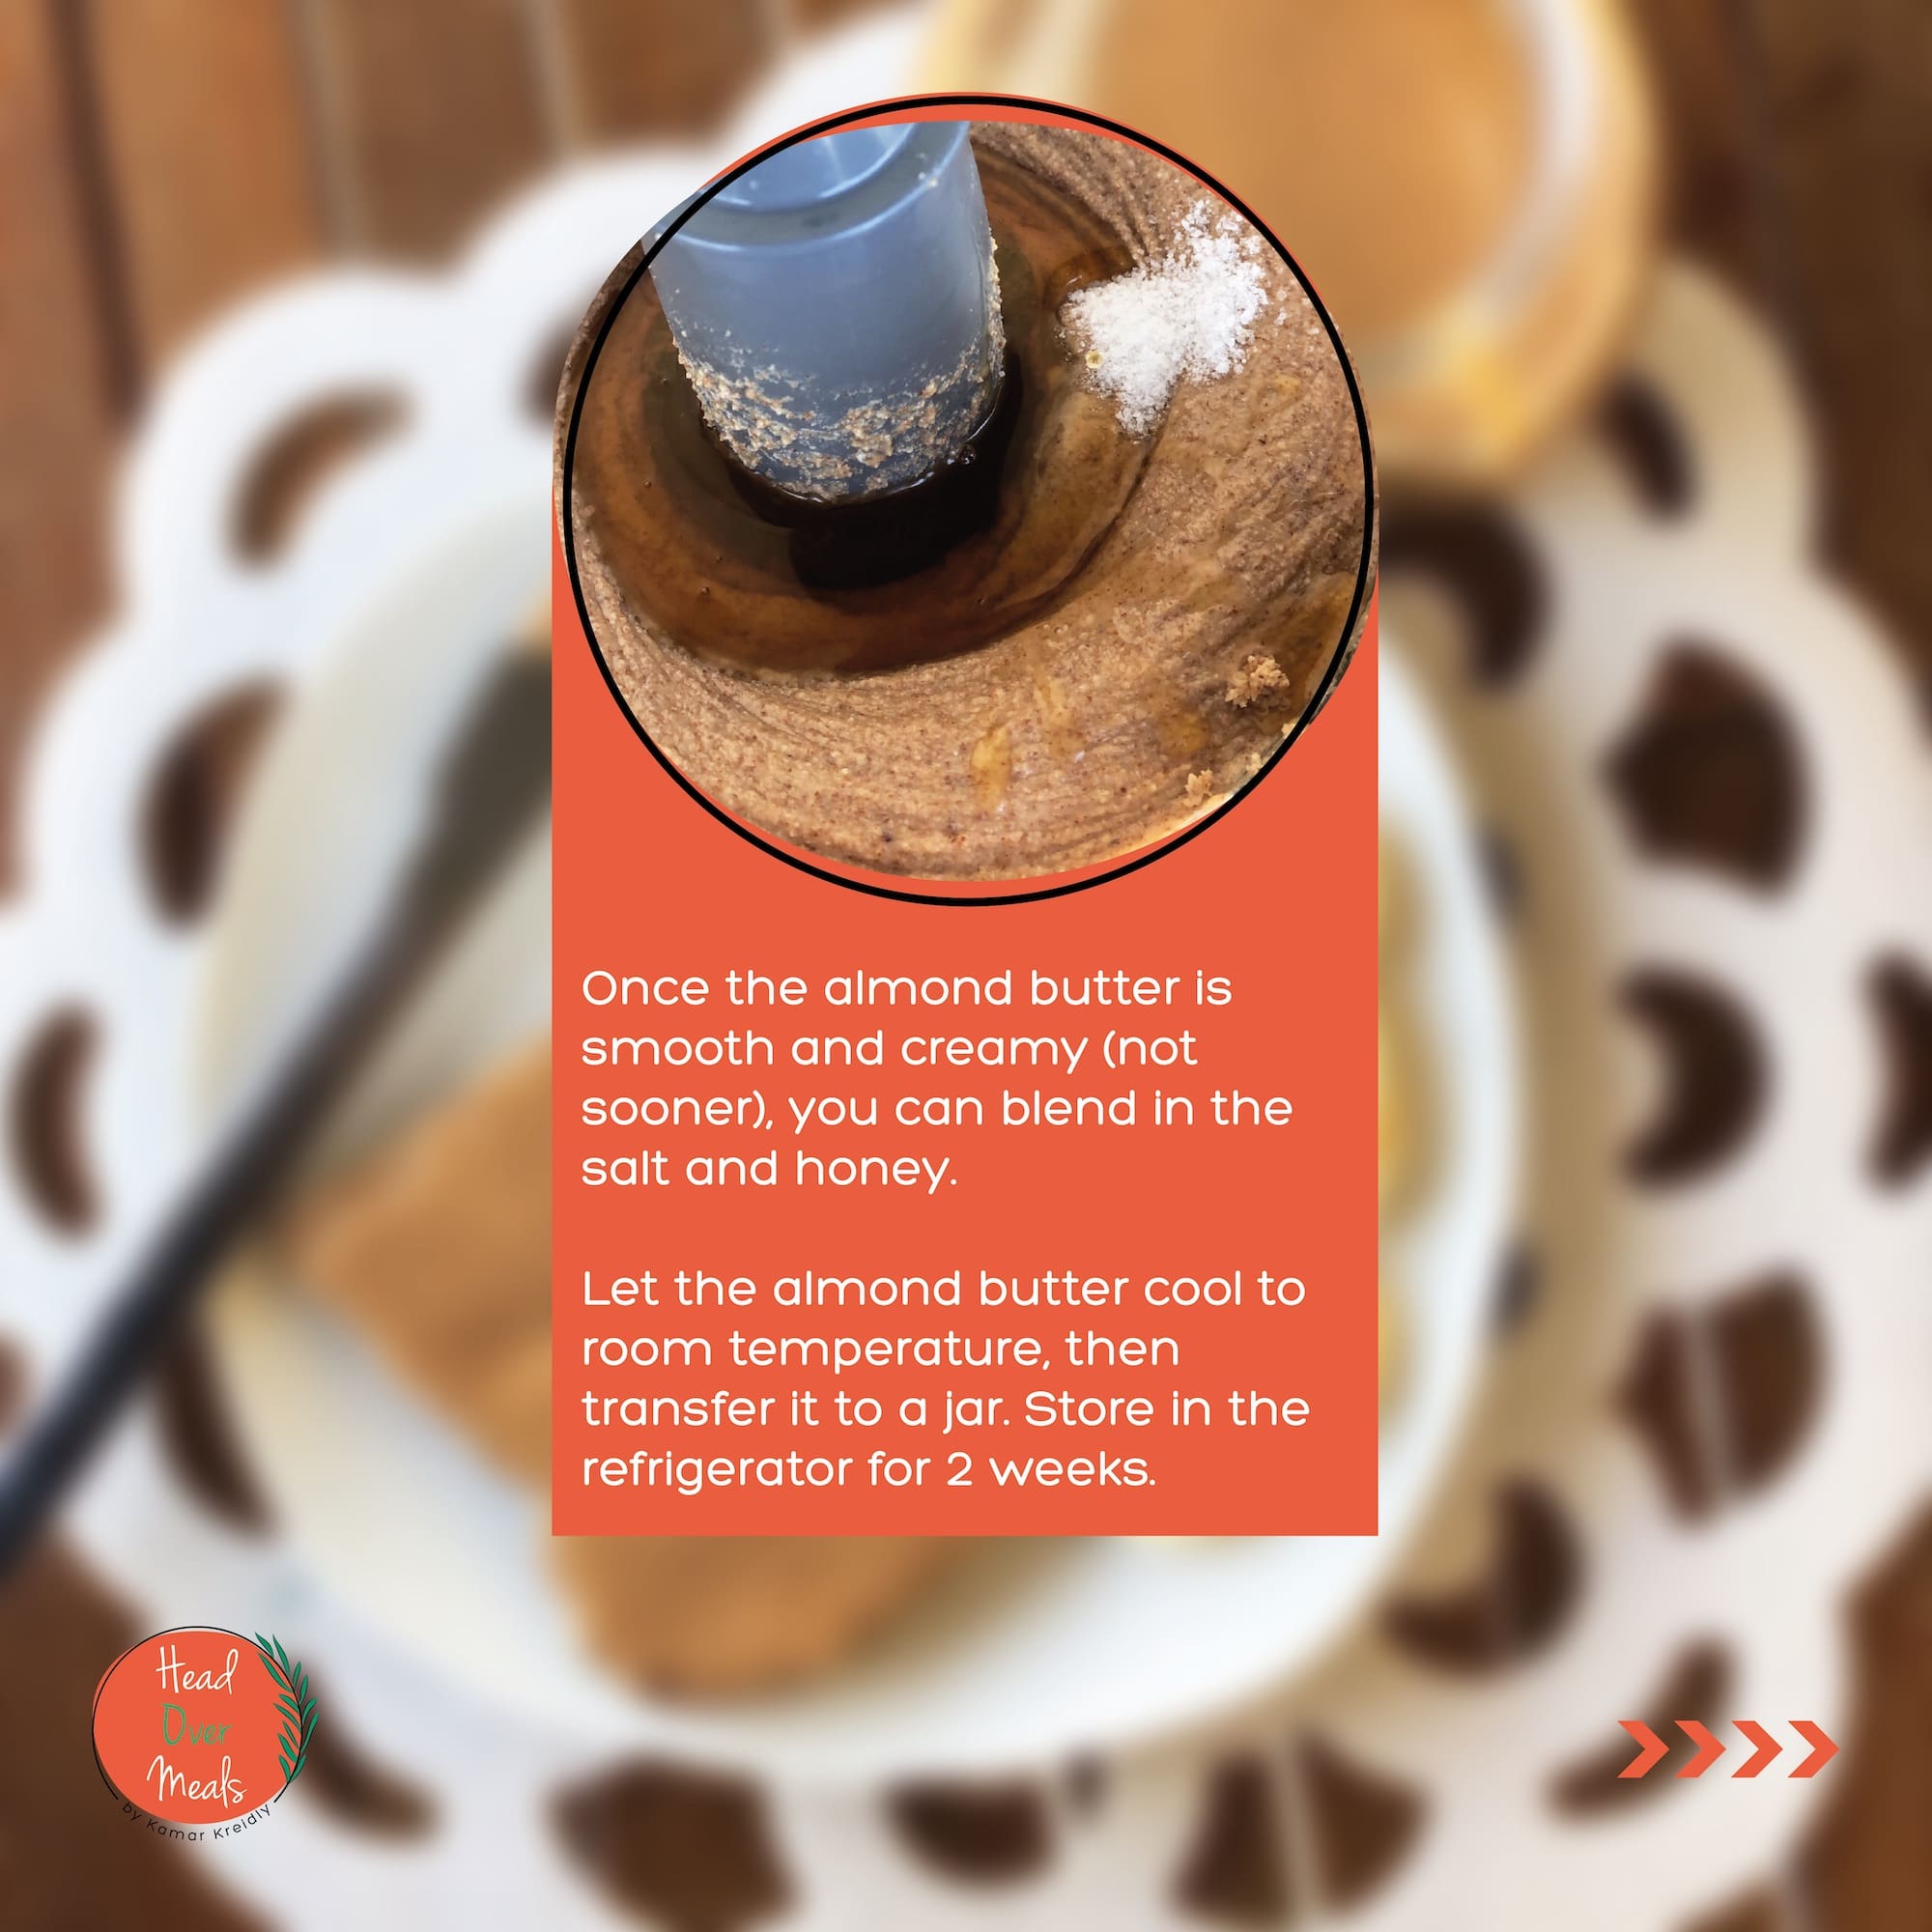 Once the almond butter is
smooth and creamy (not
sooner), you can blend in the
salt and honey.
Let the almond butter cool to
room temperature, then
transfer it to a jar. Store in the
refrigerator for 2 weeks.
Head
Over
Meals
by Kamar Kreidly